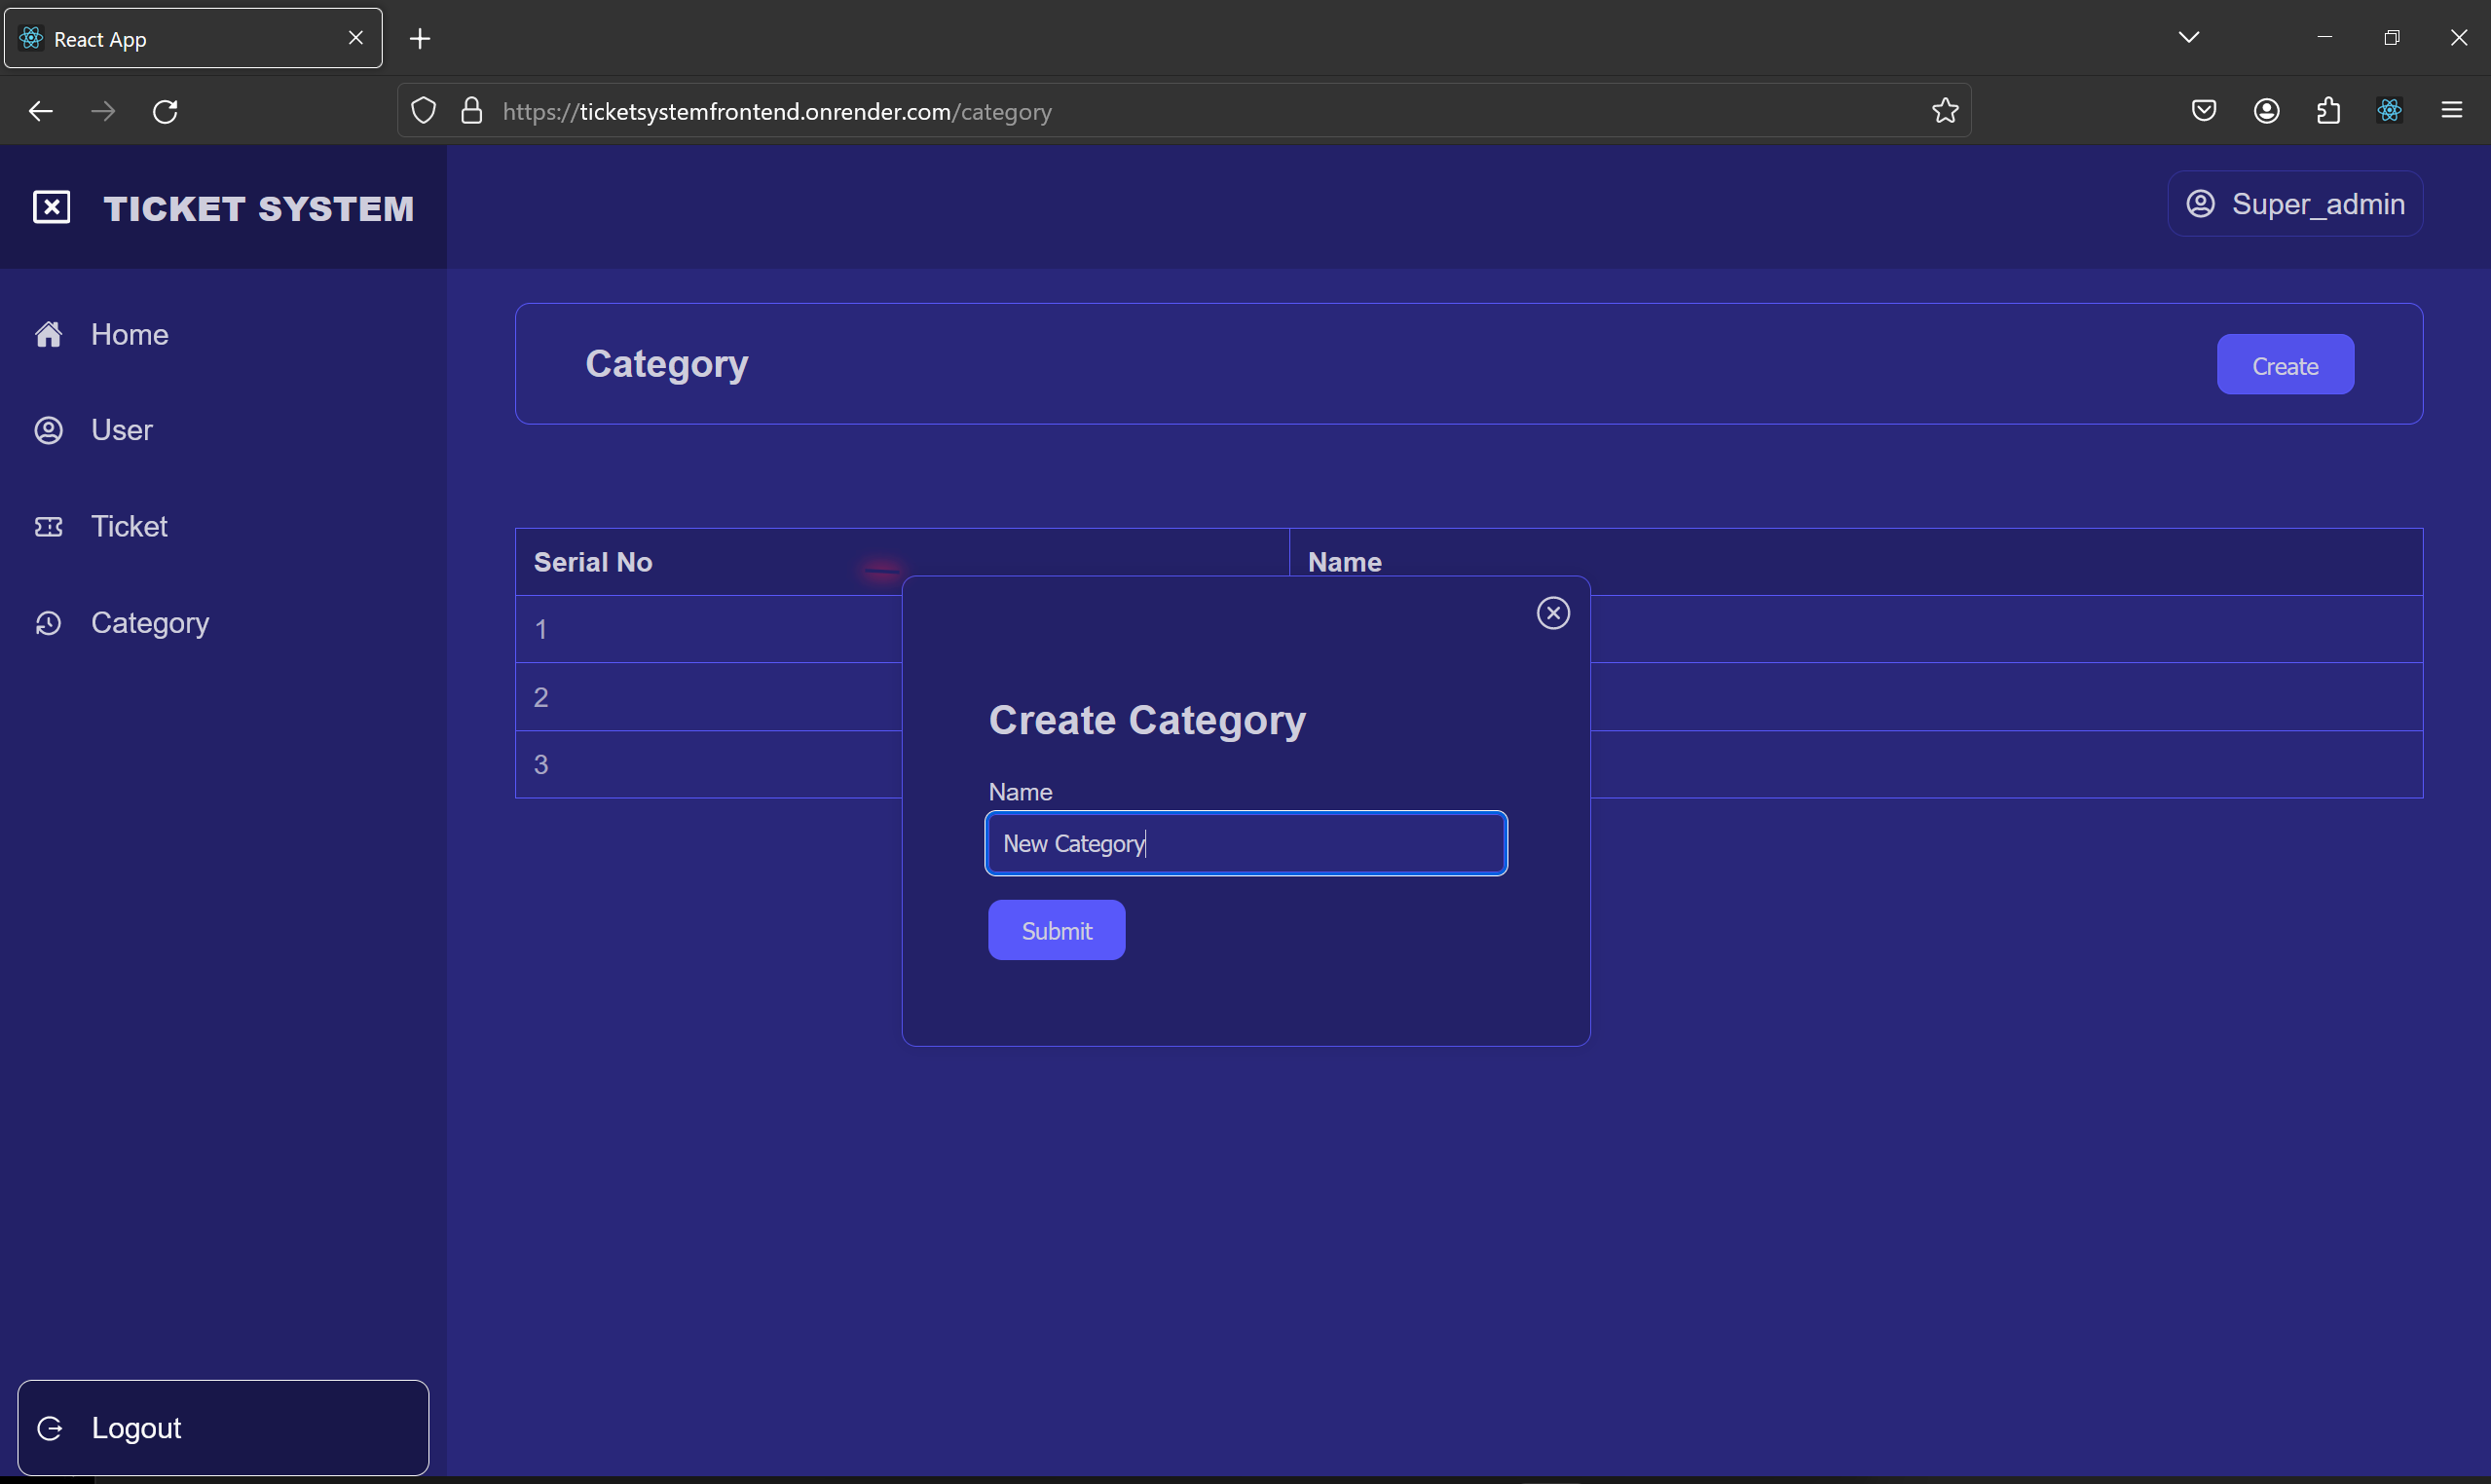 React App
https://ticketsystemfrontend.onrender.com/category
TICKET SYSTEM
Super_admin
Home
User
Ticket
Category
Logout
Category
Create
Serial No
Name
1
2
3
Create Category
Name
New Category
Submit